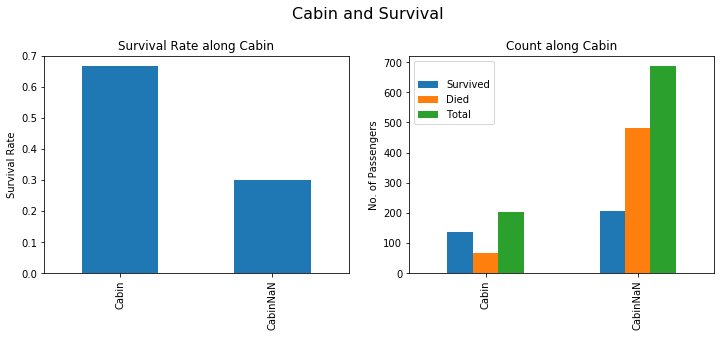 Cabin and Survival
Survival Rate along Cabin
0.7
0.6
0.5
0.4
0.3
0.2
0.1
0.0
Survival Rate
Cabin
CabinNaN
Count along Cabin
700
600
500
400
300
200
100
0
No. of Passengers
Survived
Died
Total
Cabin
CabinNaN